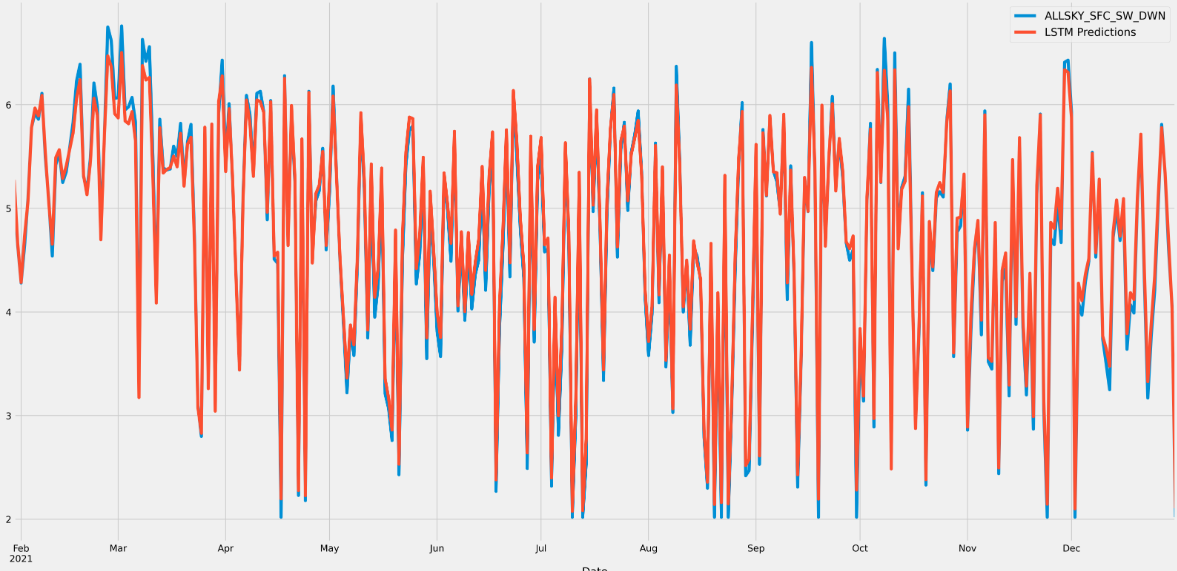 ALLSKY_SFC_SW_DWN
LSTM Predictions
6
5
4
3
2
Feb Mar Apr May Jun Jul Aug Sep Oct Nov Dec
2021
Date